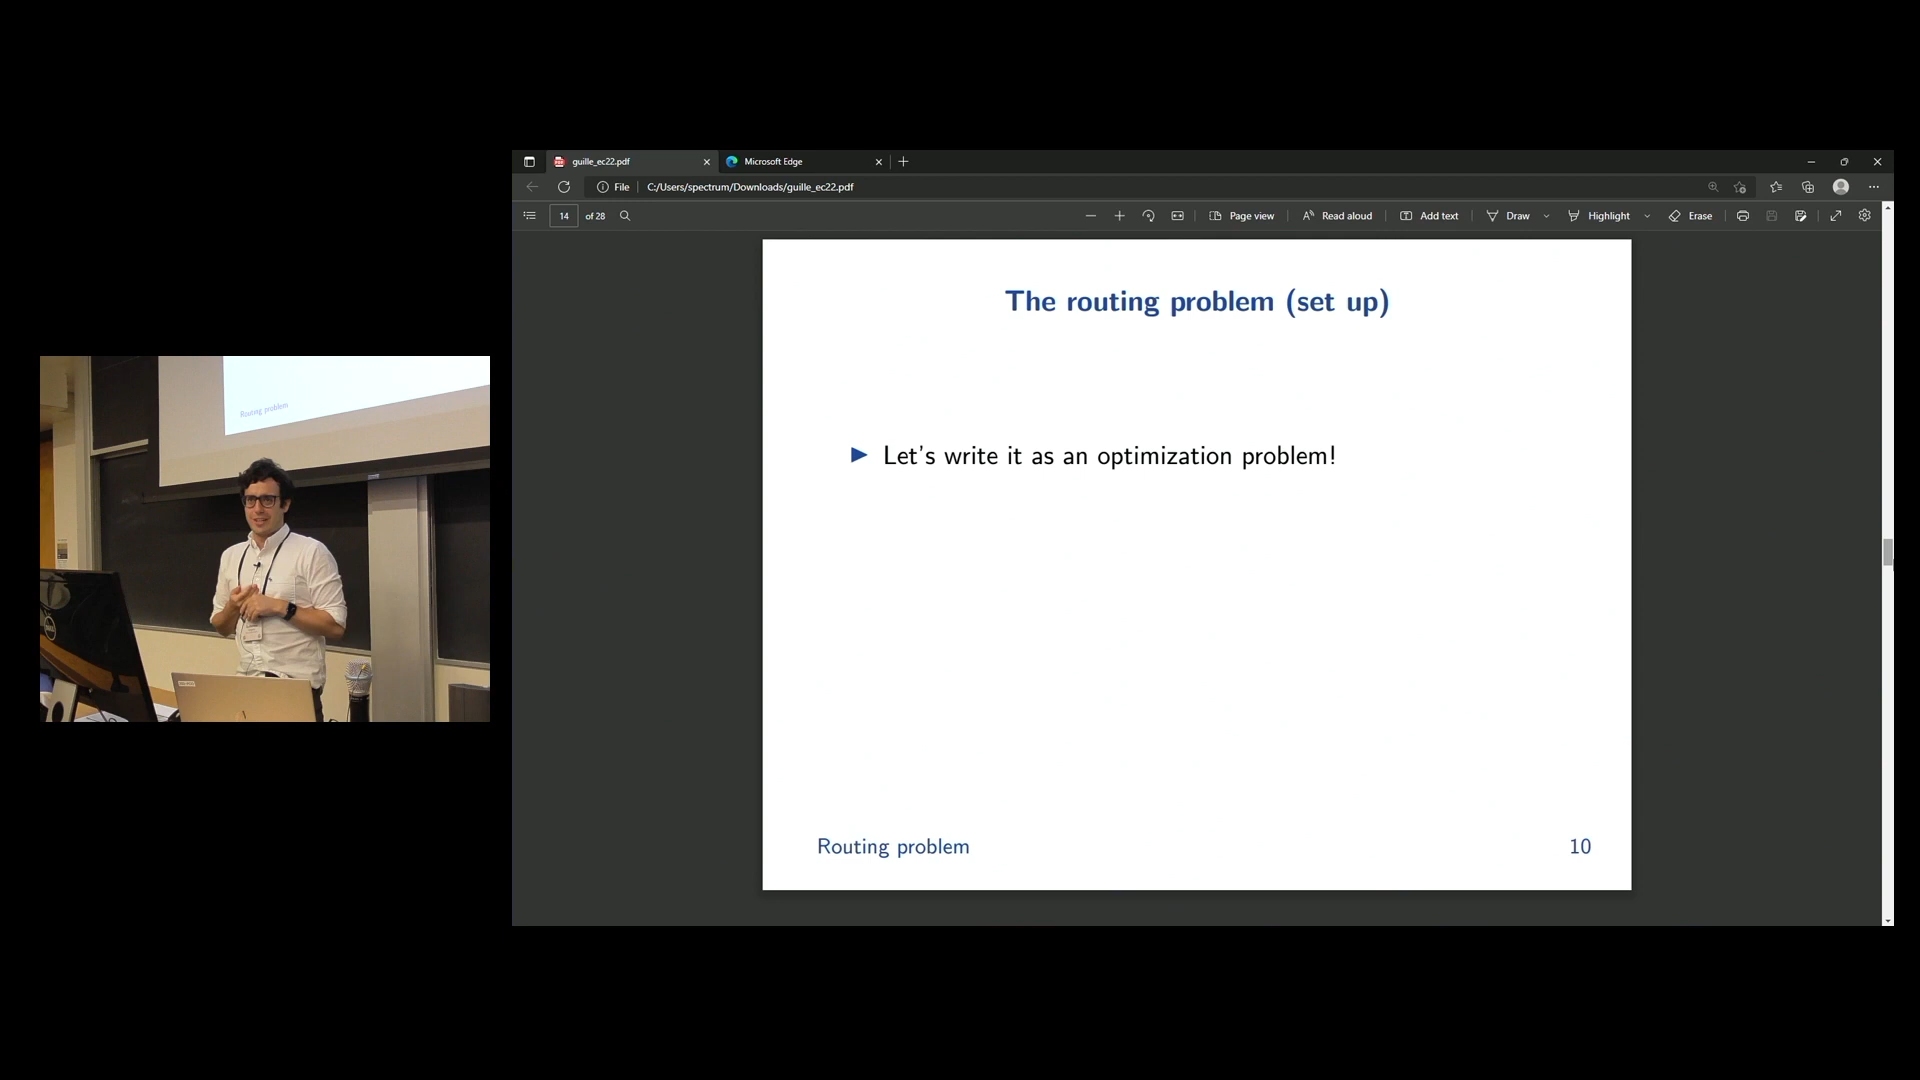 Routing problem
guille_ec22.pdf
Microsoft Edge
File
C:/Users/spectrum/Downloads/guille_ec22.pdf
14 of 28
Page view
Read aloud
Add text
Draw
Highlight
Erase
The routing problem (set up)
Let's write it as an optimization problem!
Routing problem
10